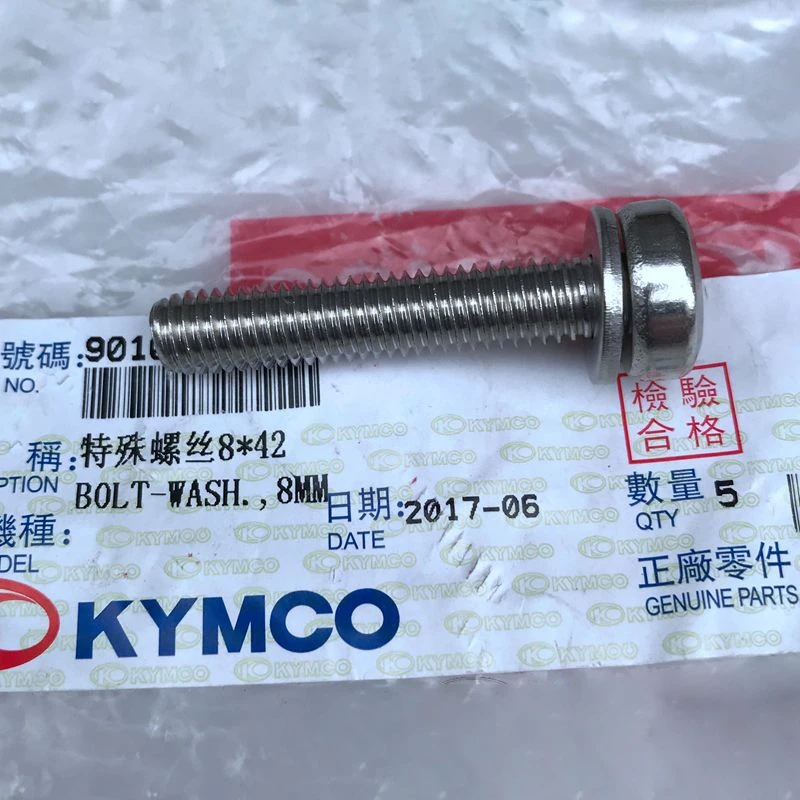 號碼:901
NO.
稱:特殊螺丝8*42
PTION BOLT-WASH.,8MM
日期:2017-06
DATE
數量 5
QTY
機種:
DEL
檢驗
合格
正廠零件
GENUINE PARTS
KYMCO